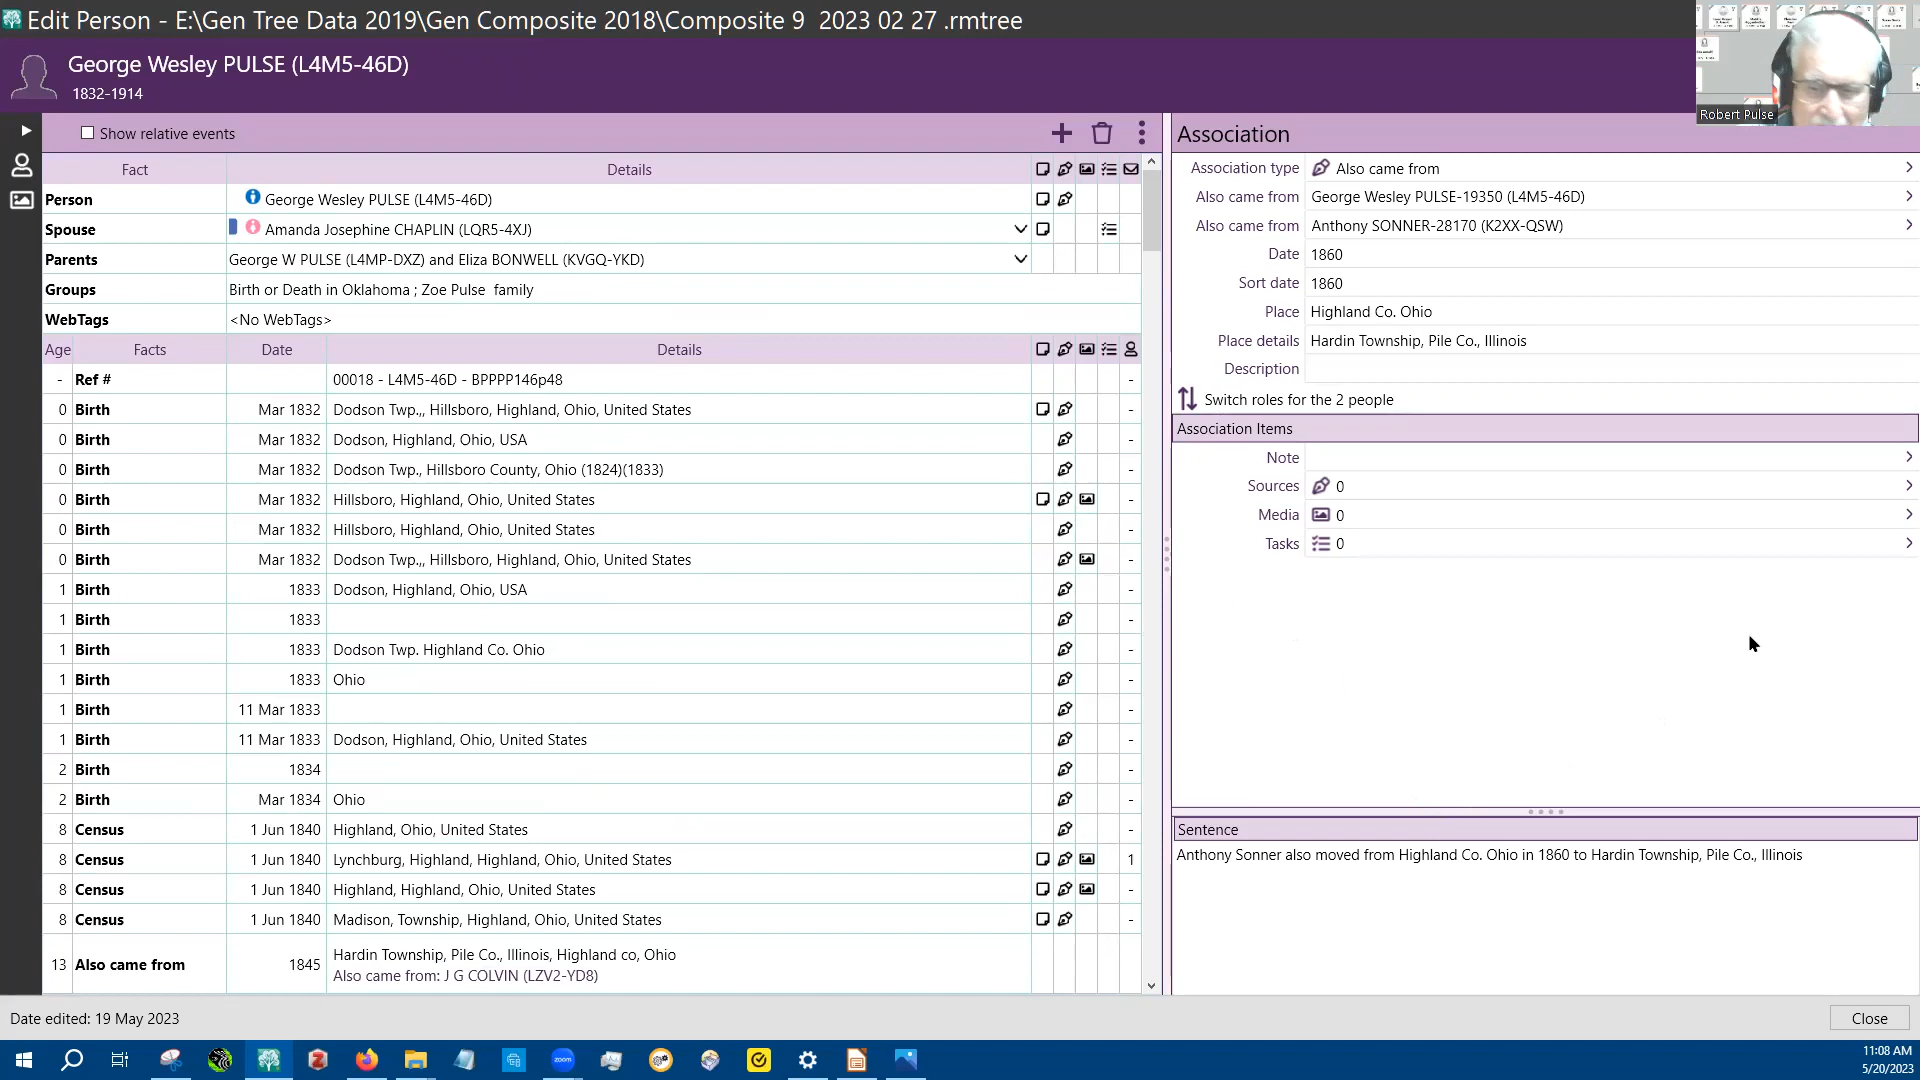 Edit Person - E:\Gen Tree Data 2019\Gen Composite 2018\Composite 9  2023 02 27 .rmtree
George Wesley PULSE (L4M5-46D)
1832-1914
Robert Pulse
Show relative events
Fact Details
Person George Wesley PULSE (L4M5-46D)
Spouse Amanda Josephine CHAPLIN (LQR5-4XJ)
Parents George W PULSE (L4MP-DXZ) and Eliza BONWELL (KVGQ-YKD)
Groups Birth or Death in Oklahoma ; Zoe Pulse  family
WebTags <No WebTags>
Age Facts Date Details
- Ref # 00018 - L4M5-46D - BPPPP146p48 -
0 Birth Mar 1832 Dodson Twp.,, Hillsboro, Highland, Ohio, United States -
0 Birth Mar 1832 Dodson, Highland, Ohio, USA -
0 Birth Mar 1832 Dodson Twp., Hillsboro County, Ohio (1824)(1833) -
0 Birth Mar 1832 Hillsboro, Highland, Ohio, United States -
0 Birth Mar 1832 Hillsboro, Highland, Ohio, United States -
0 Birth Mar 1832 Dodson Twp.,, Hillsboro, Highland, Ohio, United States -
1 Birth 1833 Dodson, Highland, Ohio, USA -
1 Birth 1833 -
1 Birth 1833 Dodson Twp. Highland Co. Ohio -
1 Birth 1833 Ohio -
1 Birth 11 Mar 1833 -
1 Birth 11 Mar 1833 Dodson, Highland, Ohio, United States -
2 Birth 1834 -
2 Birth Mar 1834 Ohio -
8 Census 1 Jun 1840 Highland, Ohio, United States -
8 Census 1 Jun 1840 Lynchburg, Highland, Highland, Ohio, United States 1
8 Census 1 Jun 1840 Highland, Highland, Ohio, United States -
8 Census 1 Jun 1840 Madison, Township, Highland, Ohio, United States -
13 Also came from 1845 Hardin Township, Pile Co., Illinois, Highland co, Ohio
Also came from: J G COLVIN (LZV2-YD8)
Association
Association type Also came from
Also came from George Wesley PULSE-19350 (L4M5-46D)
Also came from Anthony SONNER-28170 (K2XX-QSW)
Date 1860
Sort date 1860
Place Highland Co. Ohio
Place details Hardin Township, Pile Co., Illinois
Description
Switch roles for the 2 people
Association Items
Note
Sources 0
Media 0
Tasks 0
Sentence
Anthony Sonner also moved from Highland Co. Ohio in 1860 to Hardin Township, Pile Co., Illinois
Date edited: 19 May 2023
Close
zoom
11:08 AM
5/20/2023